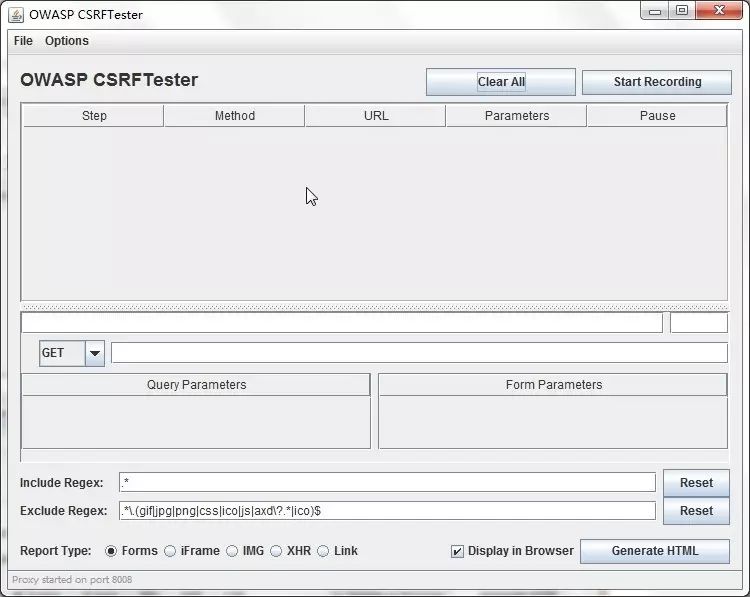 OWASP CSRFTester
File Options
OWASP CSRFTester Clear All Start Recording
Step Method URL Parameters Pause
GET
Query Parameters Form Parameters
Include Regex: .* Reset
Exclude Regex: .*\.(gif|jpg|png|css|ico|js|axd\?.*|ico)$ Reset
Report Type: Forms iFrame IMG XHR Link Display in Browser Generate HTML
Proxy started on port 8008